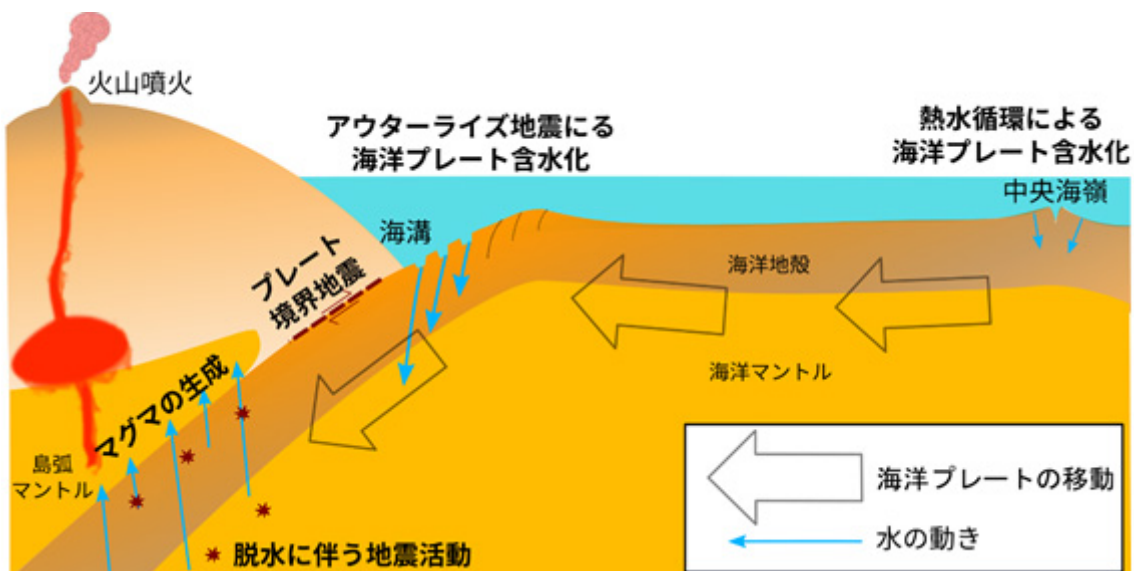 火山噴火
アウターライズ地震にる
海洋プレート含水化
熱水循環による
海洋プレート含水化
中央海嶺
海溝
プレート
境界地震
海洋地殻
海洋マントル
マグマの生成
島弧
マントル
脱水に伴う地震活動
海洋プレートの移動
水の動き